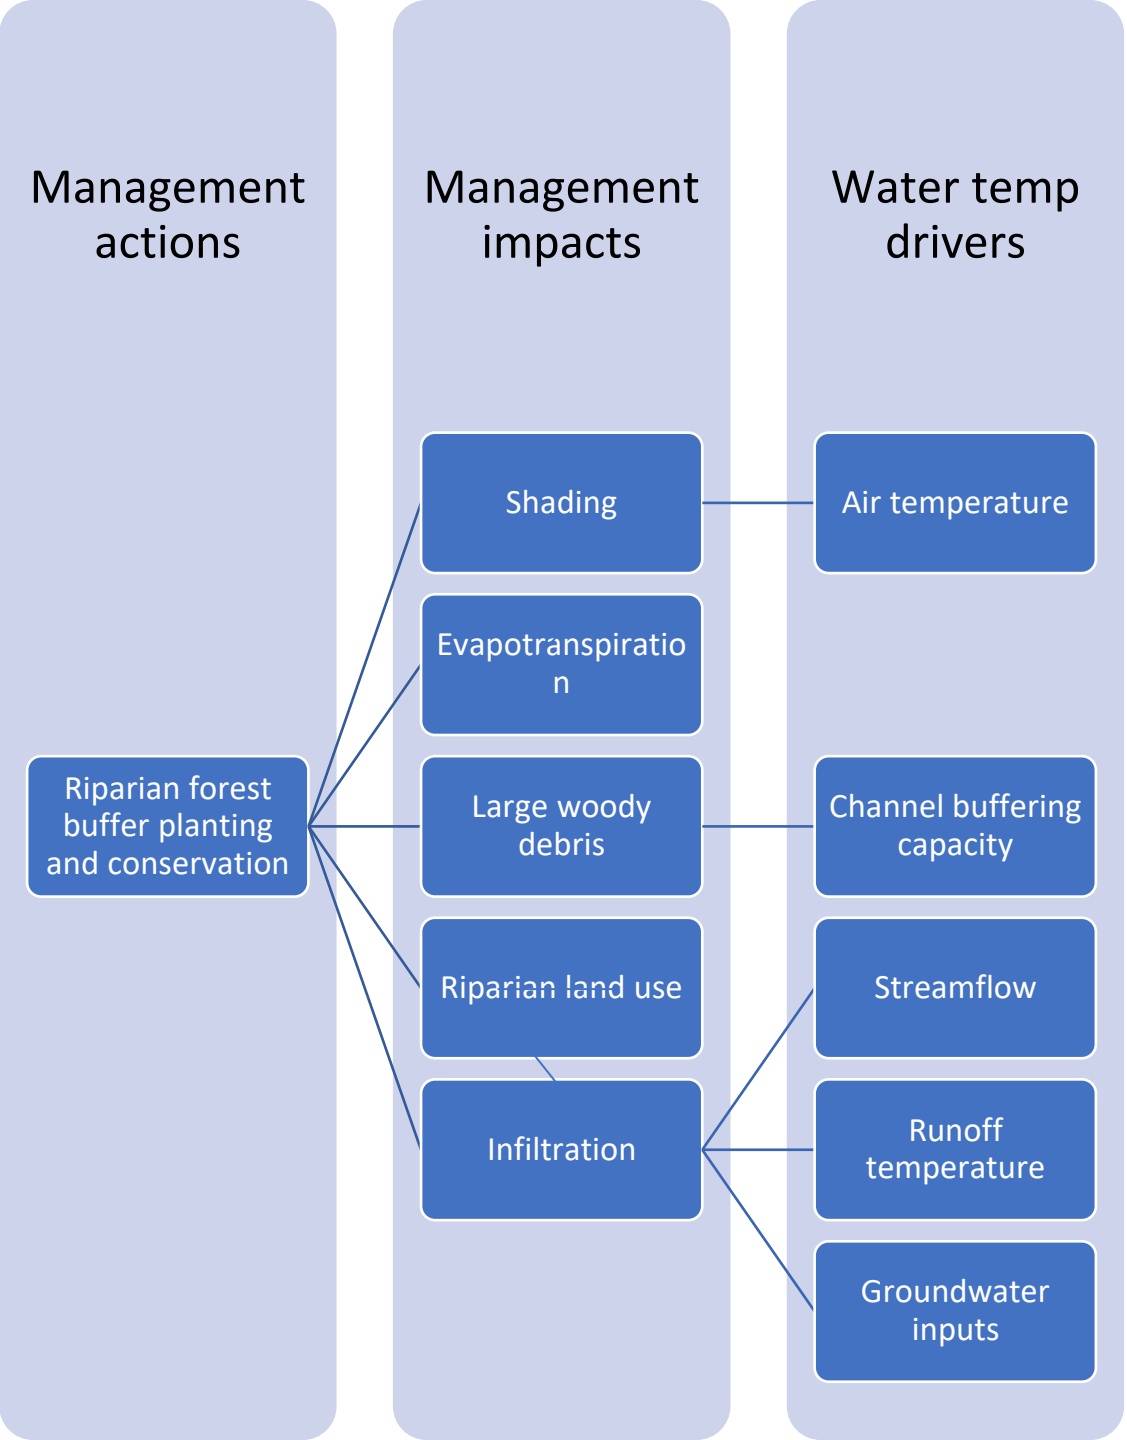 Management
actions
Management
impacts
Water temp
drivers
Riparian forest
buffer planting
and conservation
Shading
Evapotranspiratio
n
Large woody
debris
Riparian land use
Infiltration
Air temperature
Channel buffering
capacity
Streamflow
Runoff
temperature
Groundwater
inputs